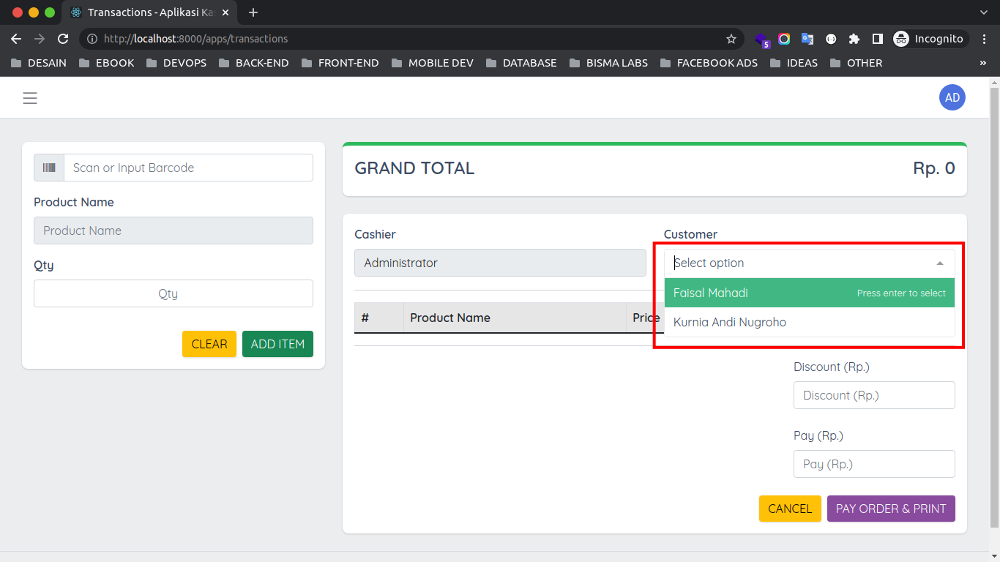 Transactions - Aplikasi Ka
http://localhost:8000/apps/transactions
5
Incognito
DESAIN
EBOOK
DEVOPS
BACK-END
FRONT-END
MOBILE DEV
DATABASE
BISMA LABS
FACEBOOK ADS
IDEAS
OTHER
»
AD
Scan or Input Barcode
Product Name
Product Name
Qty
Qty
CLEAR
ADD ITEM
GRAND TOTAL
Rp. 0
Cashier
Administrator
Customer
Select option
Faisal Mahadi
Press enter to select
Kurnia Andi Nugroho
#
Product Name
Price
Discount (Rp.)
Discount (Rp.)
Pay (Rp.)
Pay (Rp.)
CANCEL
PAY ORDER & PRINT